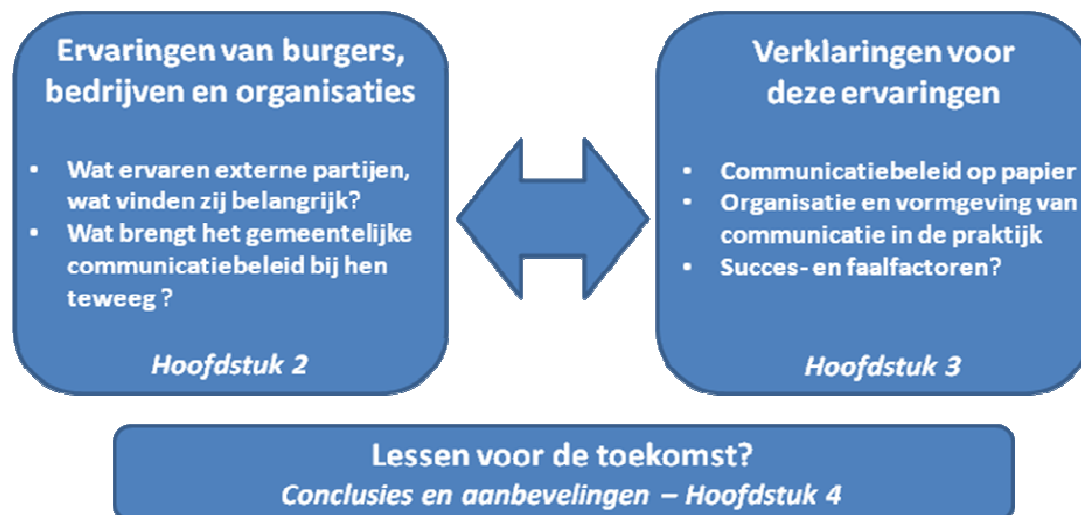 Ervaringen van burgers,
bedrijven en organisaties
• Wat ervaren externe partijen,
wat vinden zij belangrijk?
• Wat brengt het gemeentelijke
communicatiebeleid bij hen
teweeg ?
Hoofdstuk 2
Verklaringen voor
deze ervaringen
• Communicatiebeleid op papier
• Organisatie en vormgeving van
communicatie in de praktijk
• Succes- en faalfactoren?
Hoofdstuk 3
Lessen voor de toekomst?
Conclusies en aanbevelingen – Hoofdstuk 4